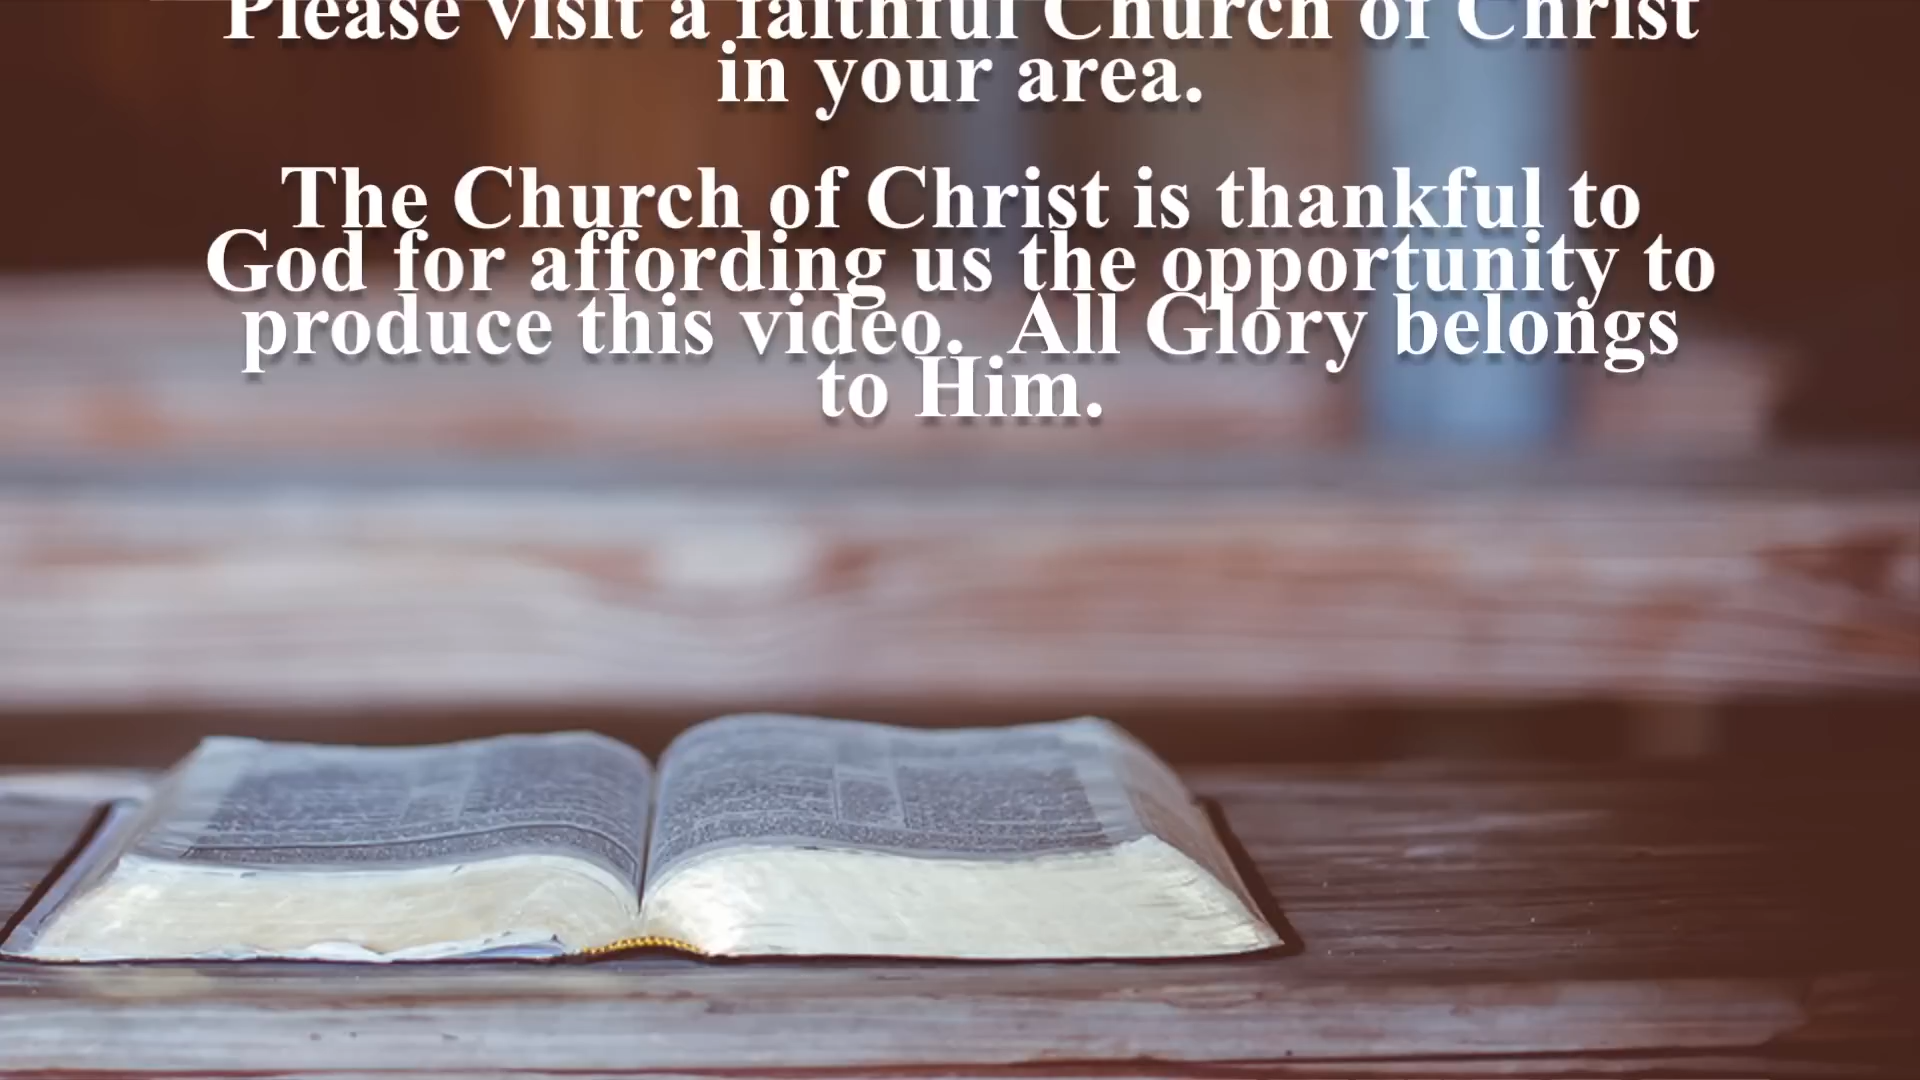 Please visit a faithful Church of Christ
in your area.
The Church of Christ is thankful to
God for affording us the opportunity to
produce this video.  All Glory belongs
to Him.